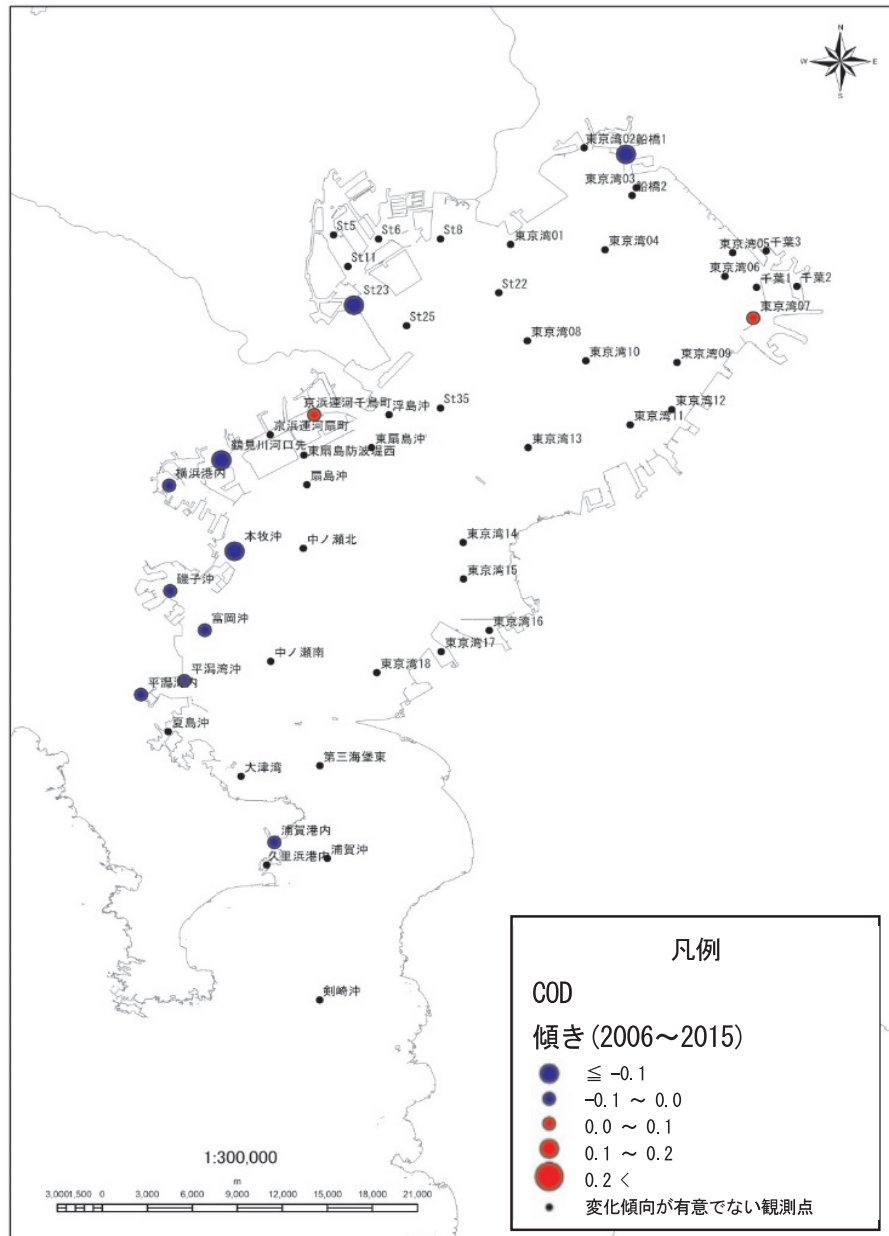 N
W
E
S
東京湾02
船橋1
東京湾03
船橋2
St5
St6
St8
東京湾01
東京湾04
東京湾05
千葉3
St11
東京湾06
千葉1
千葉2
St23
St22
東京湾07
St25
東京湾08
東京湾10
東京湾09
京浜運河千鳥町
浮島沖
St35
東京湾12
京浜運河扇町
東京湾11
鶴見川河口先
東扇島防波堤西
東扇島沖
東京湾13
横浜港内
扇島沖
本牧沖
中ノ瀬北
東京湾14
磯子沖
東京湾15
富岡沖
東京湾16
中ノ瀬南
東京湾17
平潟湾沖
東京湾18
平潟湾内
夏島沖
大津湾
第三海堡東
浦賀港内
久里浜港内
浦賀沖
剣崎沖
凡例
COD
傾き(2006～2015)
≦ -0.1
-0.1 ～ 0.0
0.0 ～ 0.1
0.1 ～ 0.2
0.2 <
変化傾向が有意でない観測点
1:300,000
m
3,0001,500 0 3,000 6,000 9,000 12,000 15,000 18,000 21,000